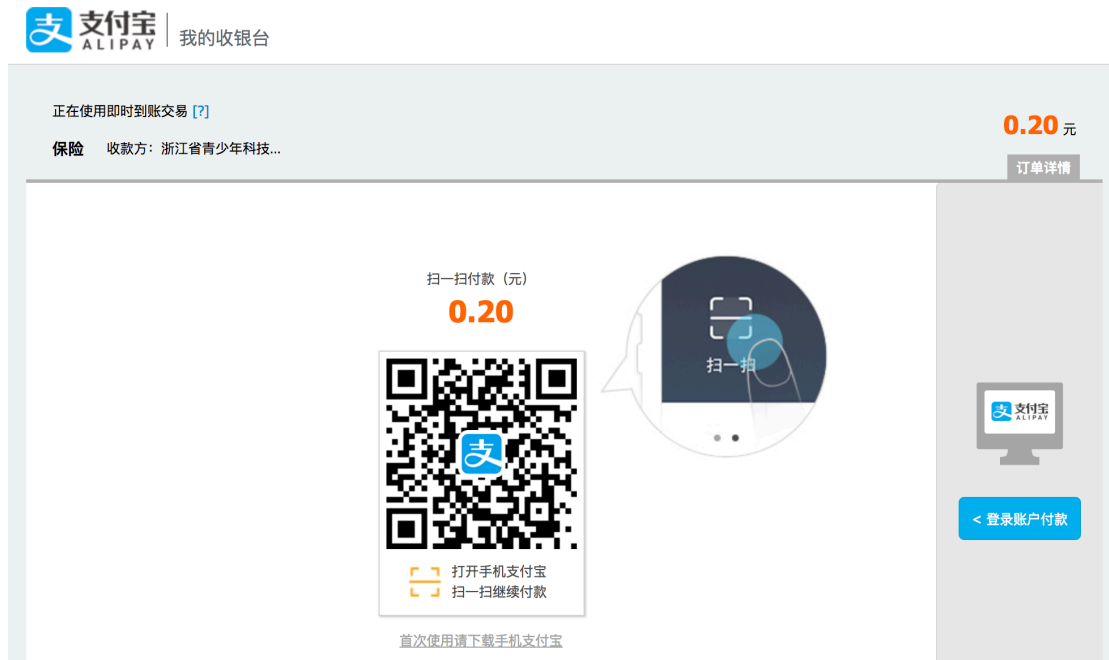 支付宝
ALIPAY
我的收银台
正在使用即时到账交易 [?]
保险 收款方：浙江省青少年科技...
0.20 元
订单详情
扫一扫付款（元）
0.20
扫一扫
支
打开手机支付宝
扫一扫继续付款
首次使用请下载手机支付宝
支付宝
ALIPAY
< 登录账户付款